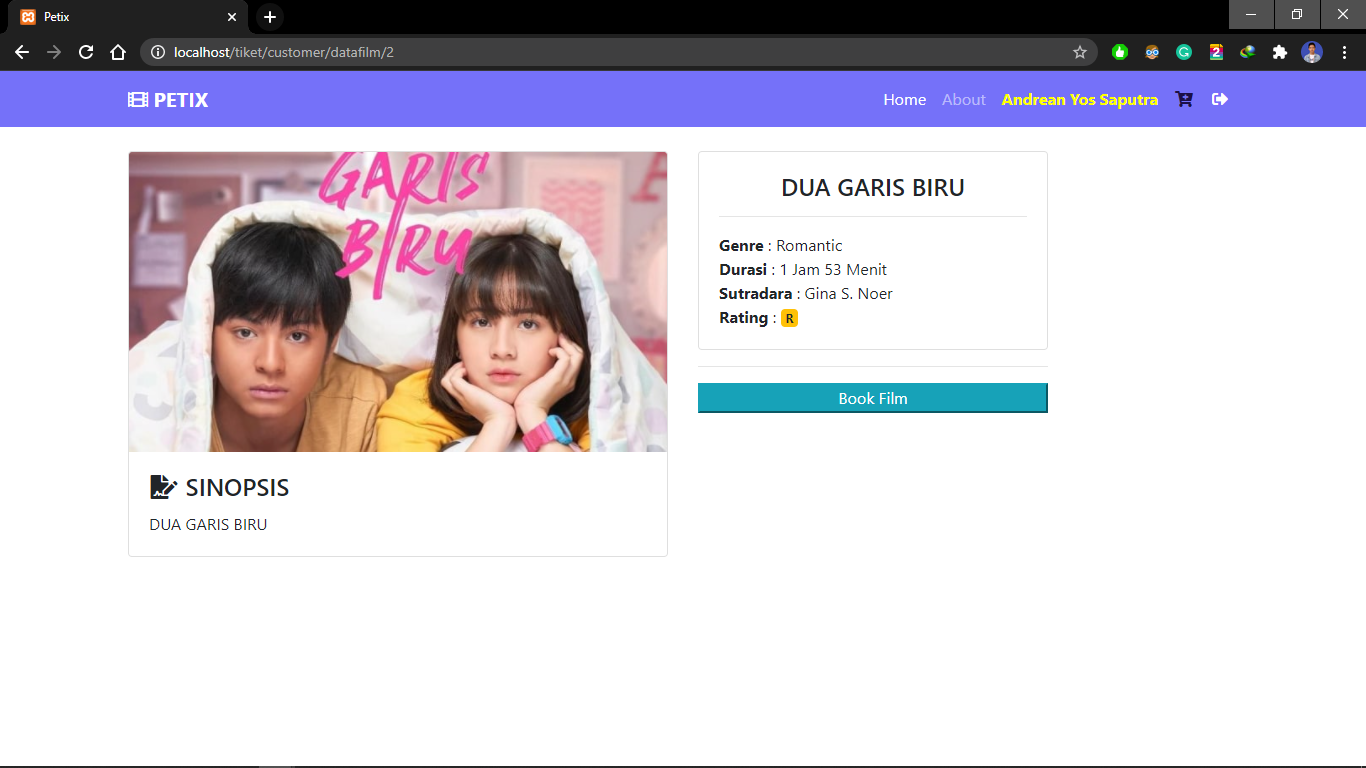 Petix
localhost/tiket/customer/datafilm/2
2
PETIX
Home About Andrean Yos Saputra
GARIS
BIRU
SINOPSIS
DUA GARIS BIRU
DUA GARIS BIRU
Genre : Romantic
Durasi : 1 Jam 53 Menit
Sutradara : Gina S. Noer
Rating : R
Book Film